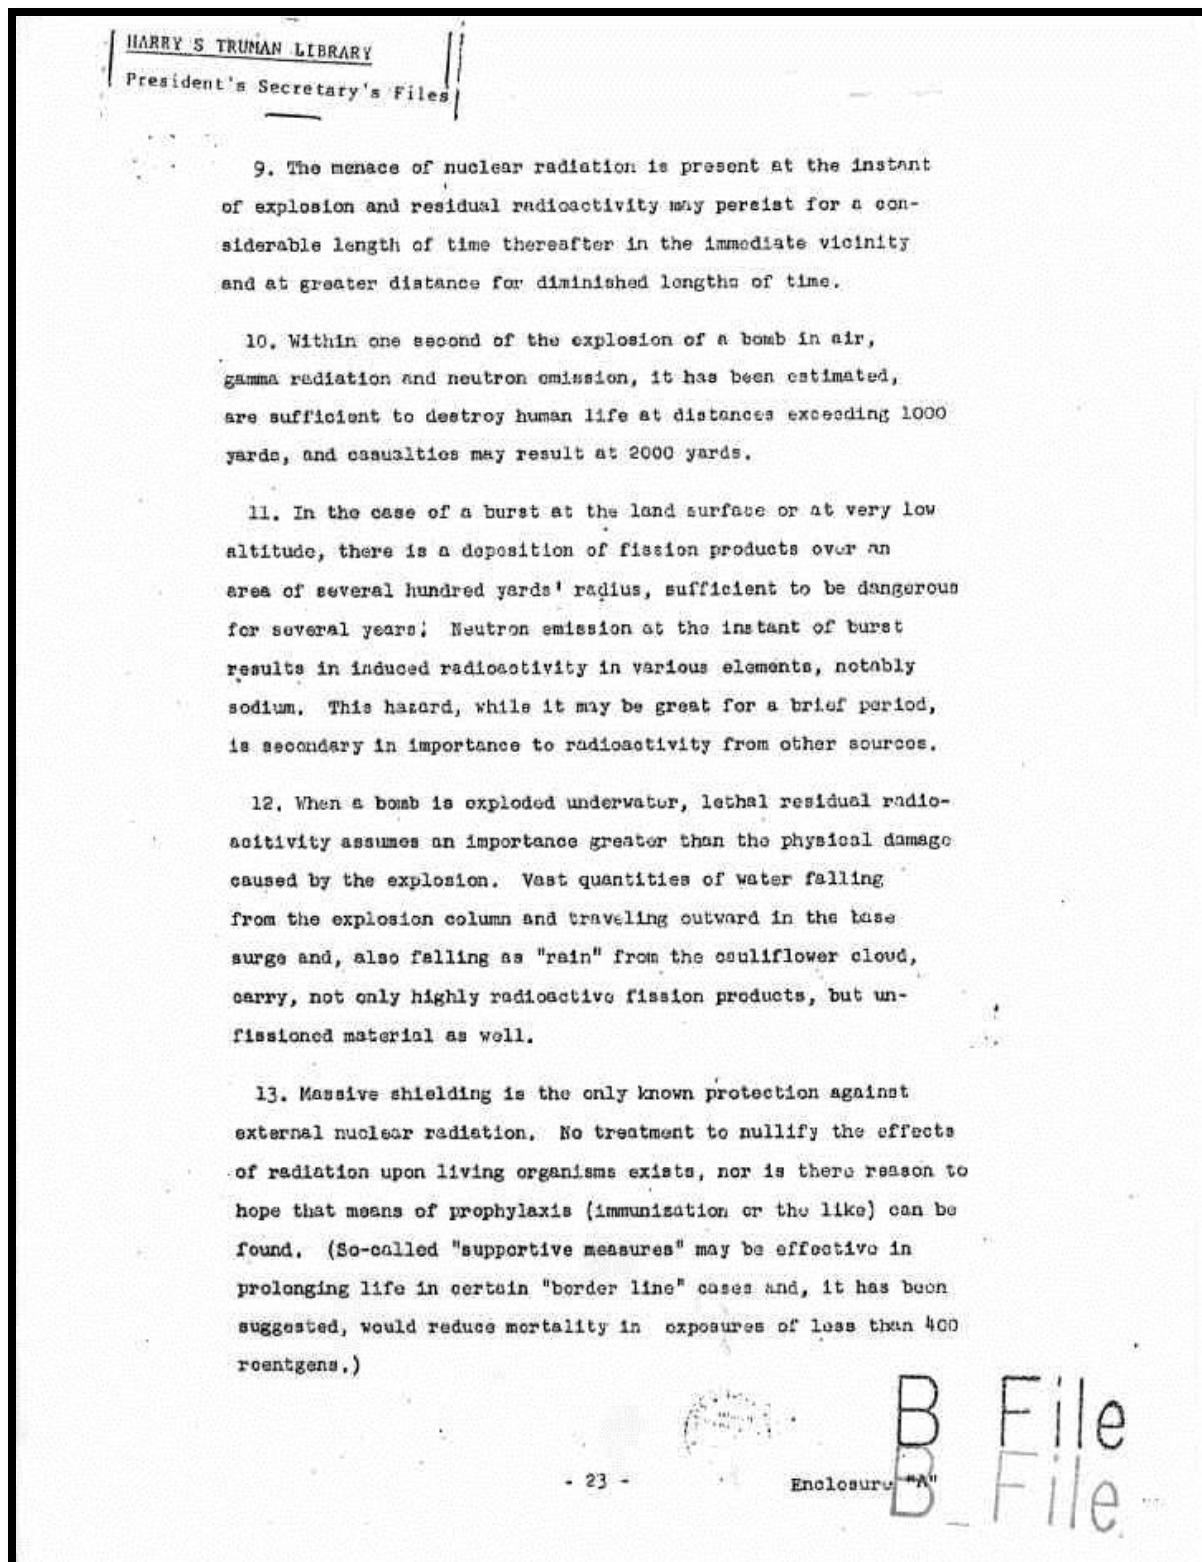 HARRY S TRUMAN LIBRARY
President's Secretary's Files
9. The menace of nuclear radiation is present at the instant
of explosion and residual radioactivity may persist for a con-
siderable length of time thereafter in the immediate vicinity
and at greater distance for diminished lengths of time.
10. Within one second of the explosion of a bomb in air,
gamma radiation and neutron emission, it has been estimated,
are sufficient to destroy human life at distances exceeding 1000
yards, and casualties may result at 2000 yards.
11. In the case of a burst at the land surface or at very low
altitude, there is a deposition of fission products over an
area of several hundred yards' radius, sufficient to be dangerous
for several years; Neutron emission at the instant of burst
results in induced radioactivity in various elements, notably
sodium. This hazard, while it may be great for a brief period,
is secondary in importance to radioactivity from other sources.
12. When a bomb is exploded underwater, lethal residual radio-
acitivity assumes an importance greater than the physical damage
caused by the explosion. Vast quantities of water falling
from the explosion column and traveling outward in the base
surge and, also falling as "rain" from the cauliflower cloud,
carry, not only highly radioactive fission products, but un-
fissioned material as well.
13. Massive shielding is the only known protection against
external nuclear radiation. No treatment to nullify the effects
of radiation upon living organisms exists, nor is there reason to
hope that means of prophylaxis (immunization or the like) can be
found. (So-called "supportive measures" may be effective in
prolonging life in certain "border line" cases and, it has been
suggested, would reduce mortality in exposures of less than 400
roentgens.)
B File
- 23 - Enclosure "A"
B_File